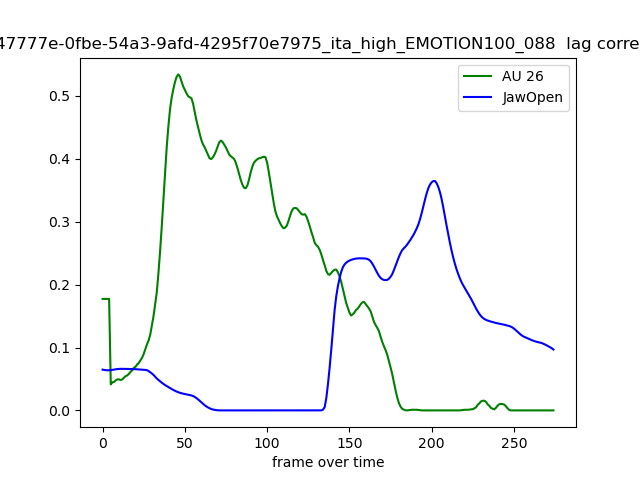 47777e-0fbe-54a3-9afd-4295f70e7975_ita_high_EMOTION100_088 lag corre
AU 26
JawOpen
0.5
0.4
0.3
0.2
0.1
0.0
0 50 100 150 200 250
frame over time